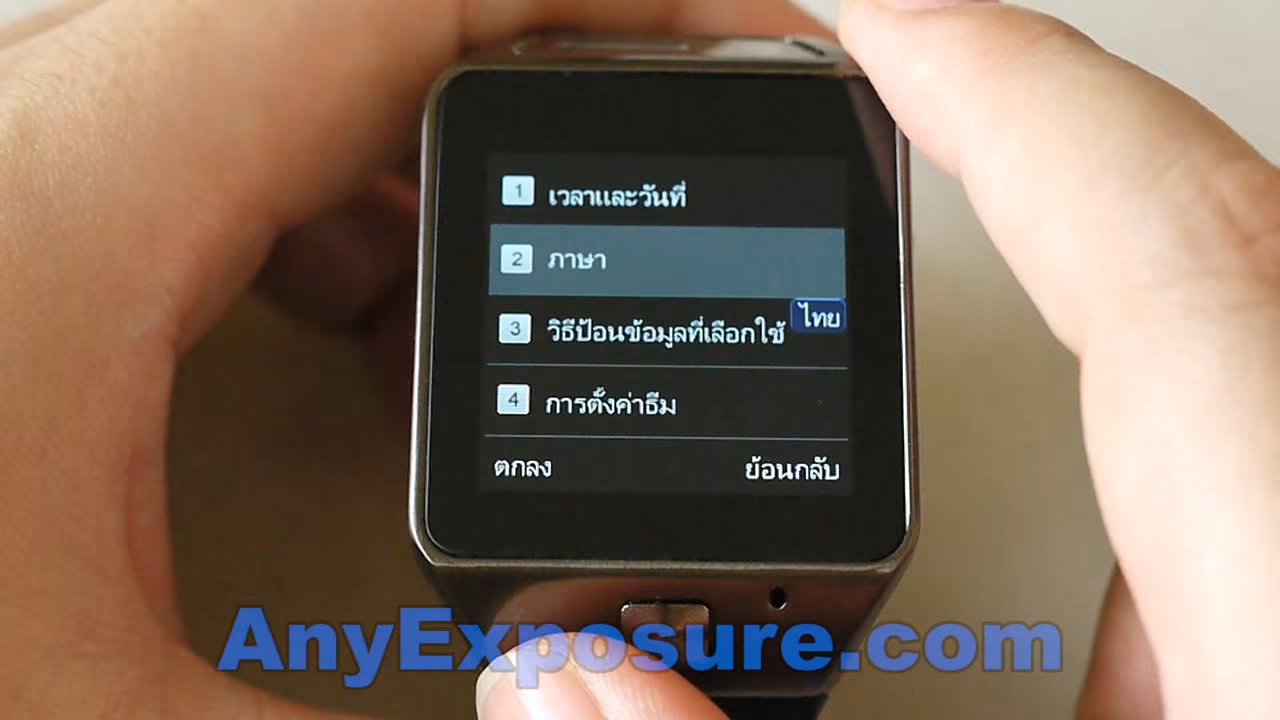 1 เวลาและวันที่
2 ภาษา
ไทย
3 วิธีป้อนข้อมูลที่เลือกใช้
4 การตั้งค่าธีม
ตกลง ย้อนกลับ
AnyExposure.com